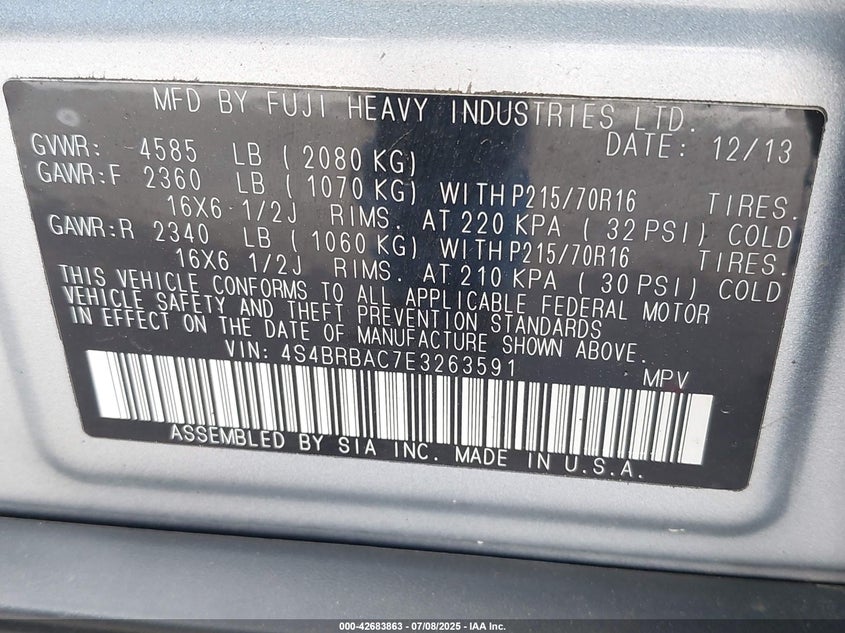 MFD BY FUJI HEAVY INDUSTRIES LTD.
DATE: 12/13
GVWR: 4585 LB ( 2080 KG)
GAWR:F 2360 LB ( 1070 KG) WITH P215/70R16 TIRES.
16X6 1/2J RIMS. AT 220 KPA ( 32 PSI) COLD
GAWR:R 2340 LB ( 1060 KG) WITH P215/70R16 TIRES.
16X6 1/2J RIMS. AT 210 KPA ( 30 PSI) COLD
THIS VEHICLE CONFORMS TO ALL APPLICABLE FEDERAL MOTOR
VEHICLE SAFETY AND THEFT PREVENTION STANDARDS
IN EFFECT ON THE DATE OF MANUFACTURE SHOWN ABOVE.
VIN: 4S4BRBAC7E3263591 MPV
ASSEMBLED BY SIA INC. MADE IN U.S.A.
000-42683863 - 07/08/2025 - IAA Inc.